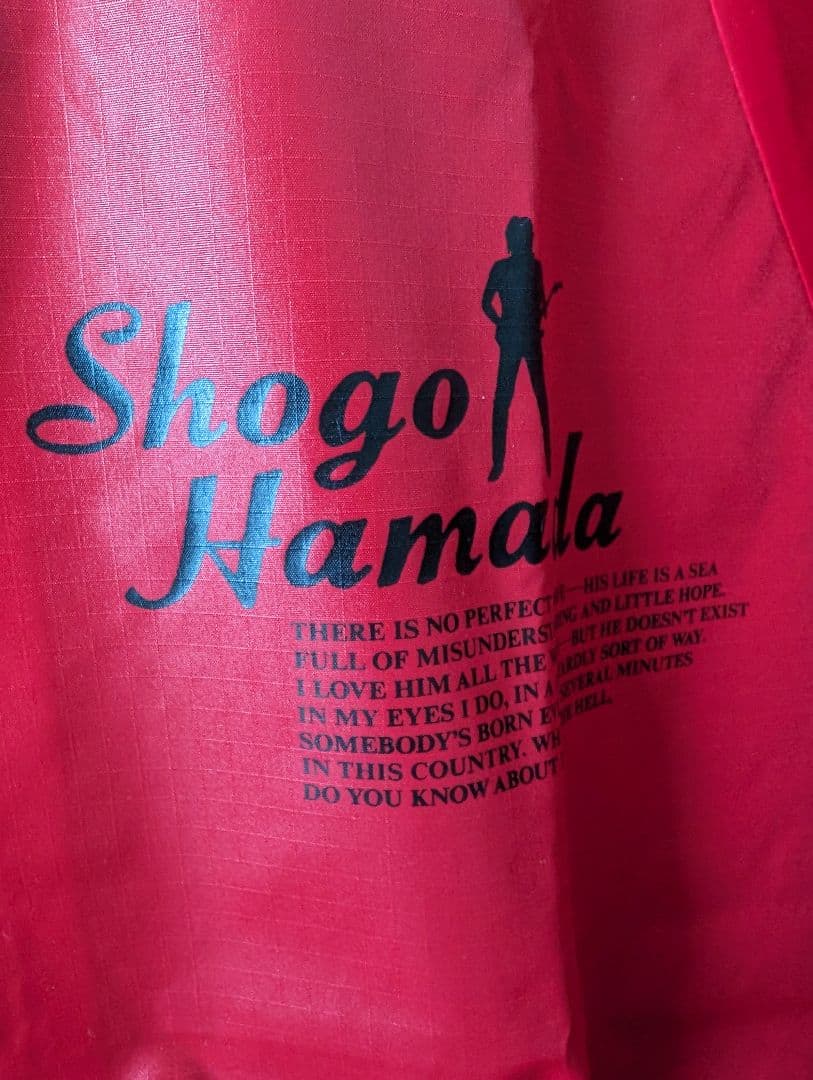 Shogo
Hamada
THERE IS NO PERFECT —HIS LIFE IS A SEA
FULL OF MISUNDERSTANDING AND LITTLE HOPE.
I LOVE HIM ALL THE —BUT HE DOESN'T EXIST
IN MY EYES I DO, IN A SORT OF WAY.
SOMEBODY'S BORN EVERY SEVERAL MINUTES
IN THIS COUNTRY. HELL,
DO YOU KNOW ABOUT